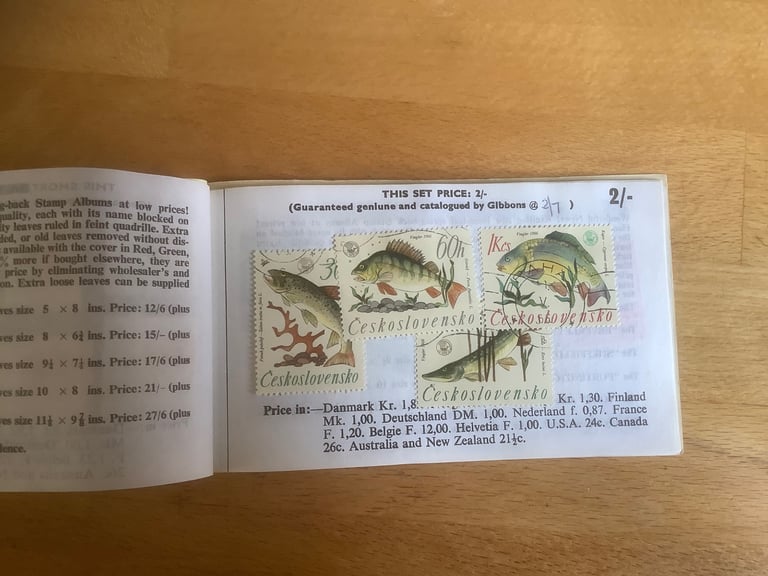 g-back Stamp Albums at low prices!
uality, each with its name blocked on
ty leaves ruled in feint quadrille. Extra
ded, or old leaves removed without dis-
available with the cover in Red, Green,
% more if bought elsewhere, they are
price by eliminating wholesaler's and
on. Extra loose leaves can be supplied
ves size 5 × 8 ins. Price: 12/6 (plus
ves size 8 × 6¾ ins. Price: 15/- (plus
ves size 9½ × 7½ ins. Price: 17/6 (plus
ves size 10 × 8 ins. Price: 21/- (plus
ves size 11¼ × 9⅞ ins. Price: 27/6 (plus
dence.
THIS SET PRICE: 2/-
2/-
(Guaranteed genuine and catalogued by Gibbons @ 2/7 )
30
Československo
60h
Československo
1Kčs
Československo
Československo
Price in:—Danmark Kr. 1,8 Kr. 1,30. Finland
Mk. 1,00. Deutschland DM. 1,00. Nederland f. 0,87. France
F. 1,20. Belgie F. 12,00. Helvetia F. 1,00. U.S.A. 24c. Canada
26c. Australia and New Zealand 21½c.